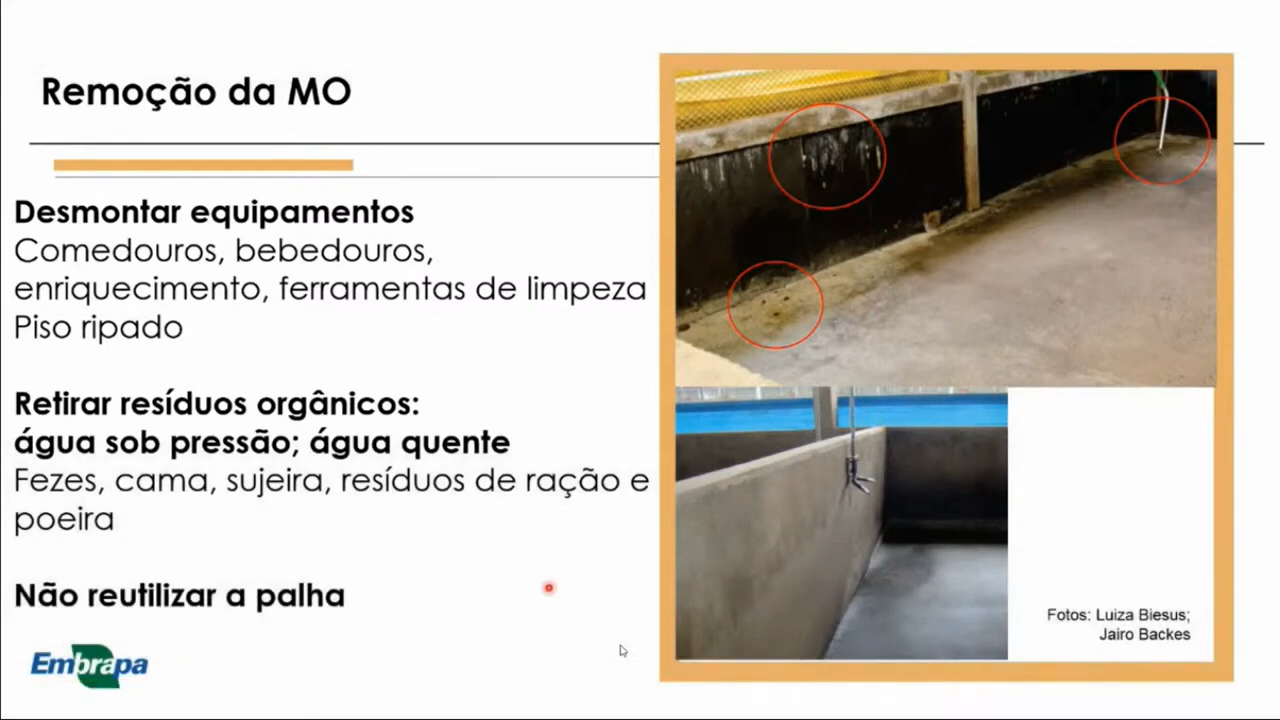 Remoção da MO
Desmontar equipamentos
Comedouros, bebedouros,
enriquecimento, ferramentas de limpeza
Piso ripado
Retirar resíduos orgânicos:
água sob pressão; água quente
Fezes, cama, sujeira, resíduos de ração e
poeira
Não reutilizar a palha
Embrapa
Fotos: Luiza Biesus;
Jairo Backes